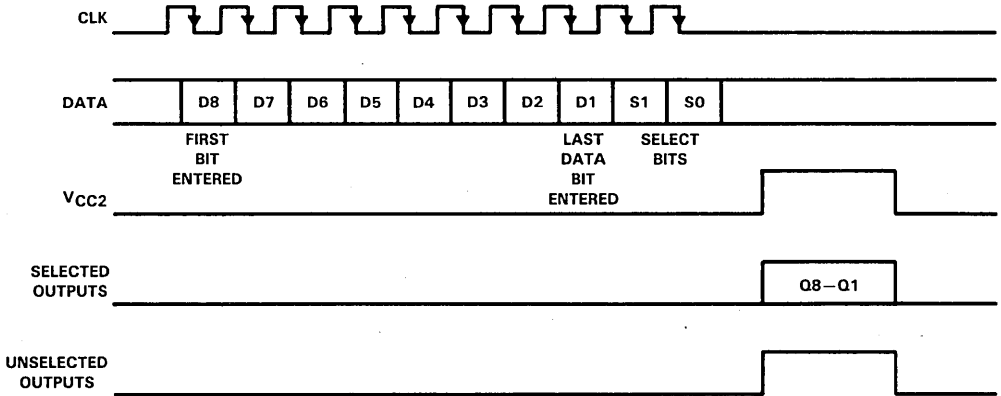 CLK
DATA
D8 D7 D6 D5 D4 D3 D2 D1 S1 S0
FIRST
BIT
ENTERED
LAST
DATA
BIT
ENTERED
SELECT
BITS
VCC2
SELECTED
OUTPUTS
Q8–Q1
UNSELECTED
OUTPUTS